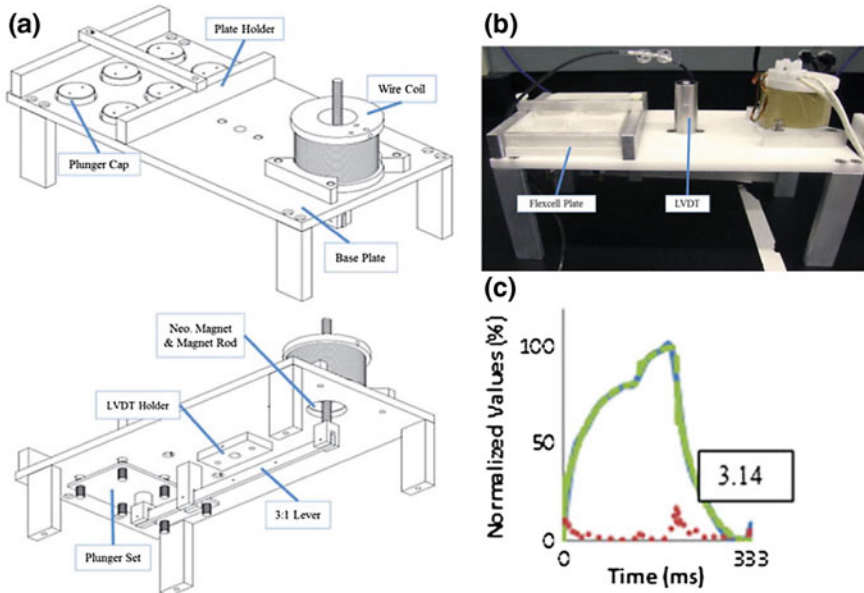 (a)
Plate Holder
Wire Coil
Plunger Cap
Base Plate
Neo. Magnet
& Magnet Rod
LVDT Holder
3:1 Lever
Plunger Set
(b)
Flexcell Plate
LVDT
(c)
Normalized Values (%)
100
50
0
3.14
0
333
Time (ms)